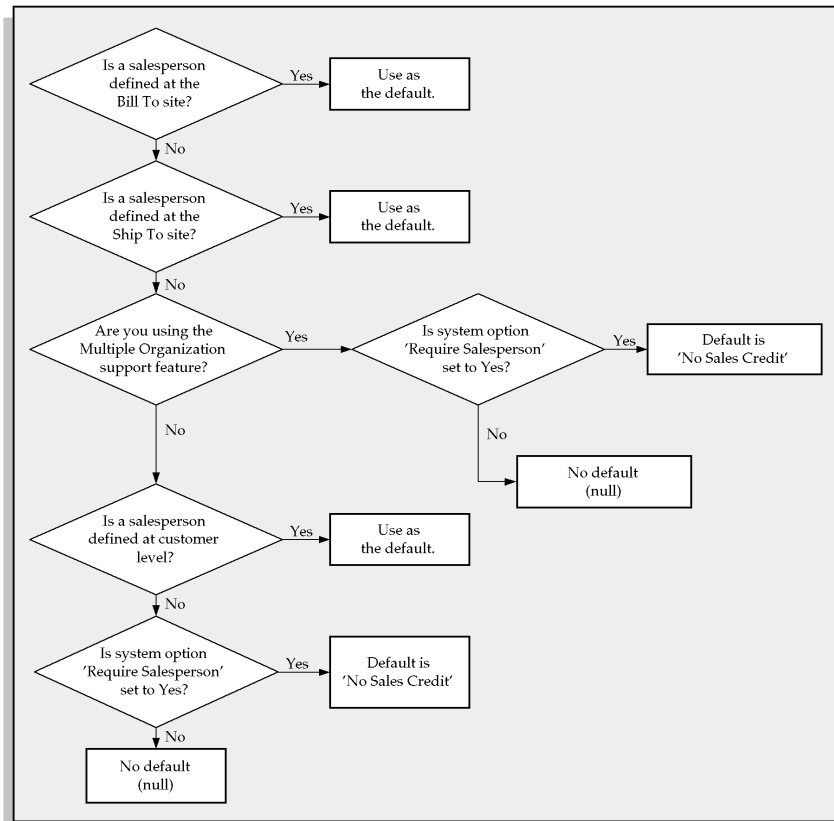 Is a salesperson
defined at the
Bill To site?
Yes
Use as
the default.
No
Is a salesperson
defined at the
Ship To site?
Yes
Use as
the default.
No
Are you using the
Multiple Organization
support feature?
Yes
Is system option
'Require Salesperson'
set to Yes?
Yes
Default is
'No Sales Credit'
No
No default
(null)
No
Is a salesperson
defined at customer
level?
Yes
Use as
the default.
No
Is system option
'Require Salesperson'
set to Yes?
Yes
Default is
'No Sales Credit'
No
No default
(null)